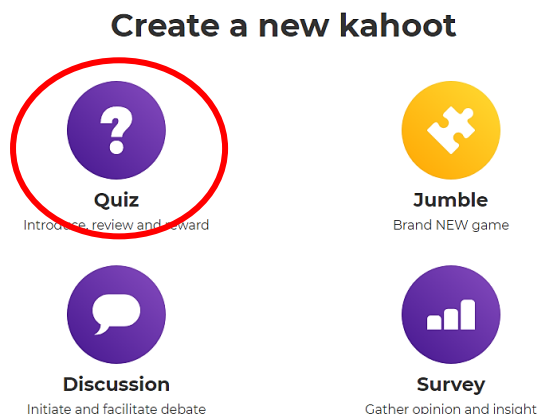 Create a new kahoot
Quiz
Introduce, review and reward
Jumble
Brand NEW game
Discussion
Initiate and facilitate debate
Survey
Gather opinion and insight